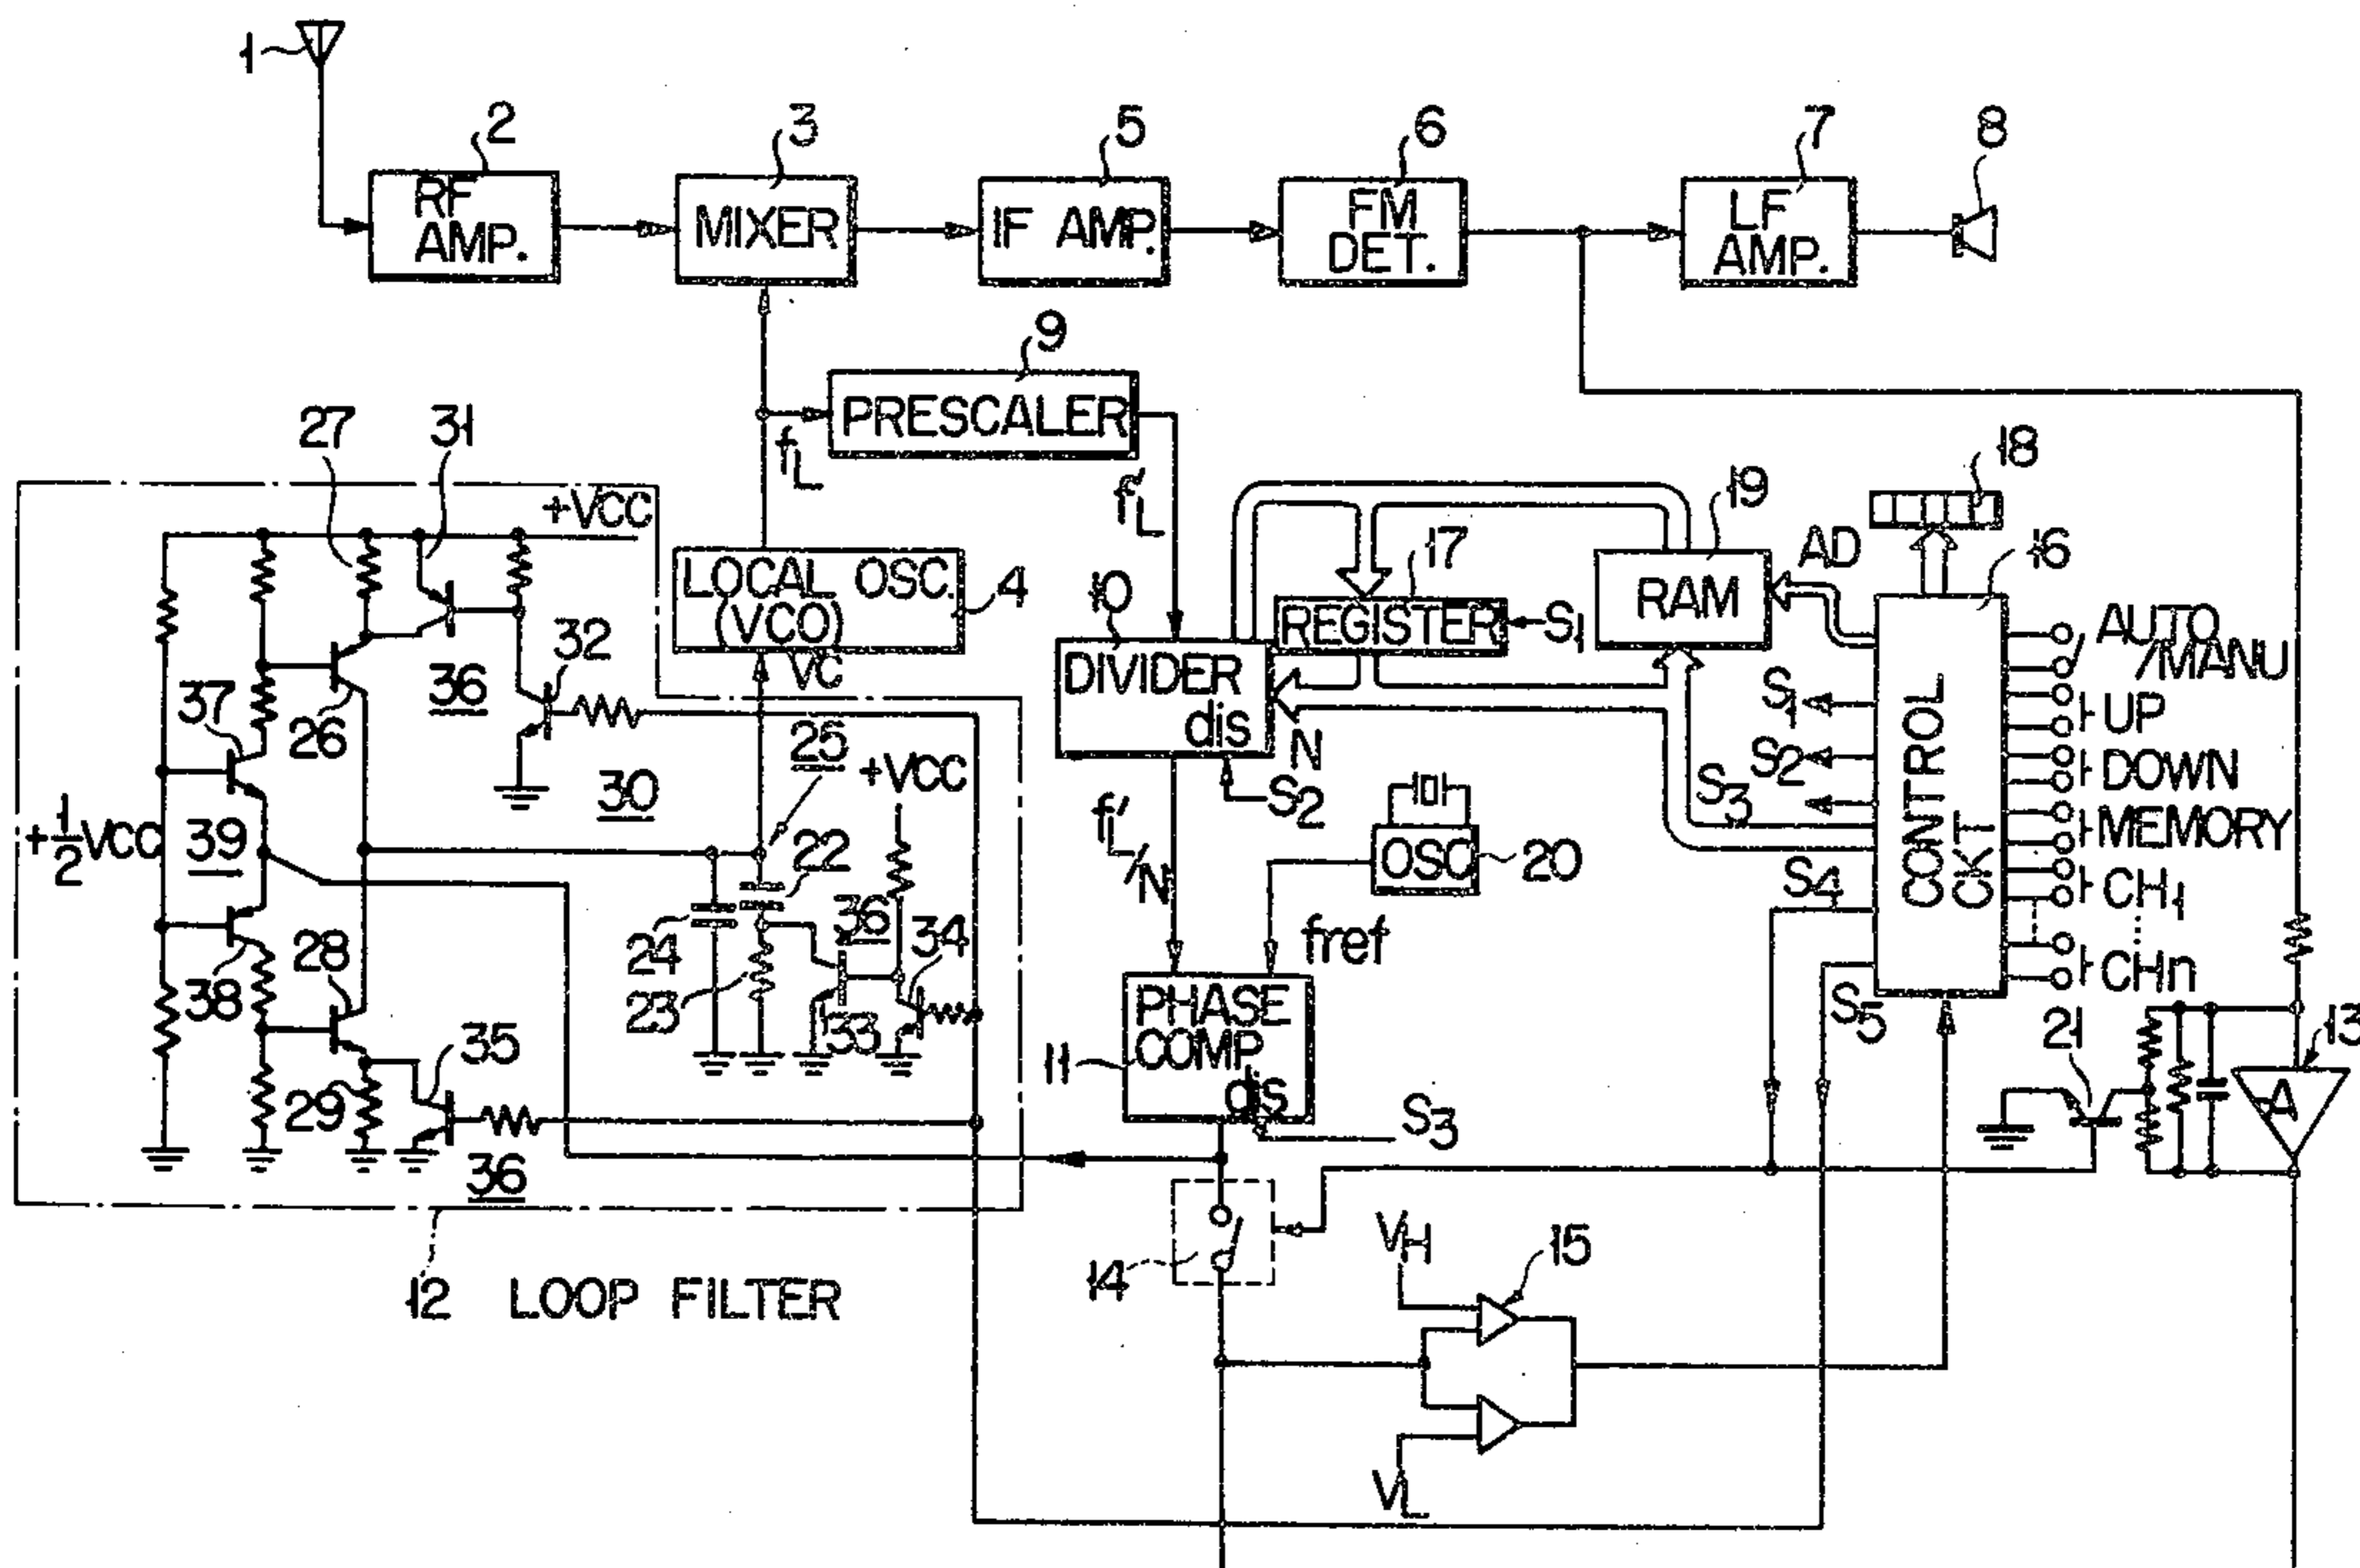 1
2
3
5
6
7
8
RF
AMP.
MIXER
IF AMP.
FM
DET.
LF
AMP.
9
PRESCALER
fL
f'L
27
31
+VCC
LOCAL OSC.
(VCO)
4
VC
10
DIVIDER
dis
N
S2
17
REGISTER
S1
19
RAM
AD
18
16
CONTROL
CKT
AUTO
/MANU
UP
DOWN
MEMORY
CH1
CHn
S1
S2
S3
S4
S5
32
36
37
26
30
25
+VCC
+1/2VCC
39
22
24
36
34
23
33
28
38
35
29
36
f'L/N
OSC
20
fref
PHASE
COMP
dis
11
S3
21
13
-A
14
VH
15
VL
12 LOOP FILTER